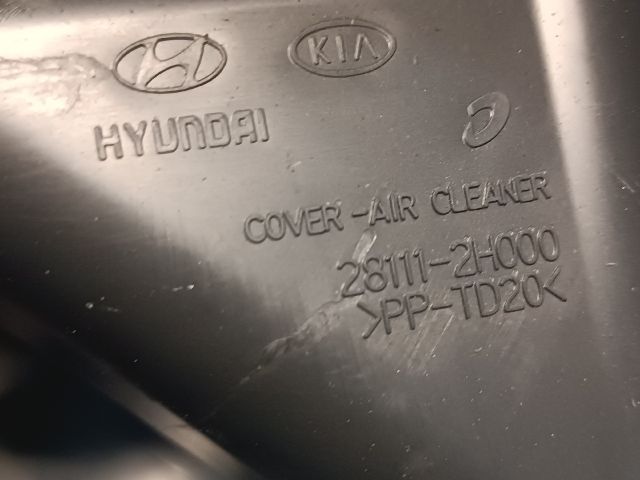 KIA
HYUNDAI
COVER-AIR CLEANER
28111-2H000
>PP-TD20<